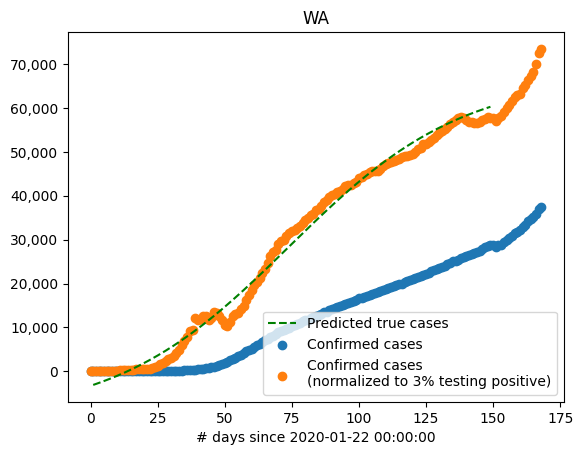 WA
70,000
60,000
50,000
40,000
30,000
20,000
10,000
0
Predicted true cases
Confirmed cases
Confirmed cases
(normalized to 3% testing positive)
0 25 50 75 100 125 150 175
# days since 2020-01-22 00:00:00